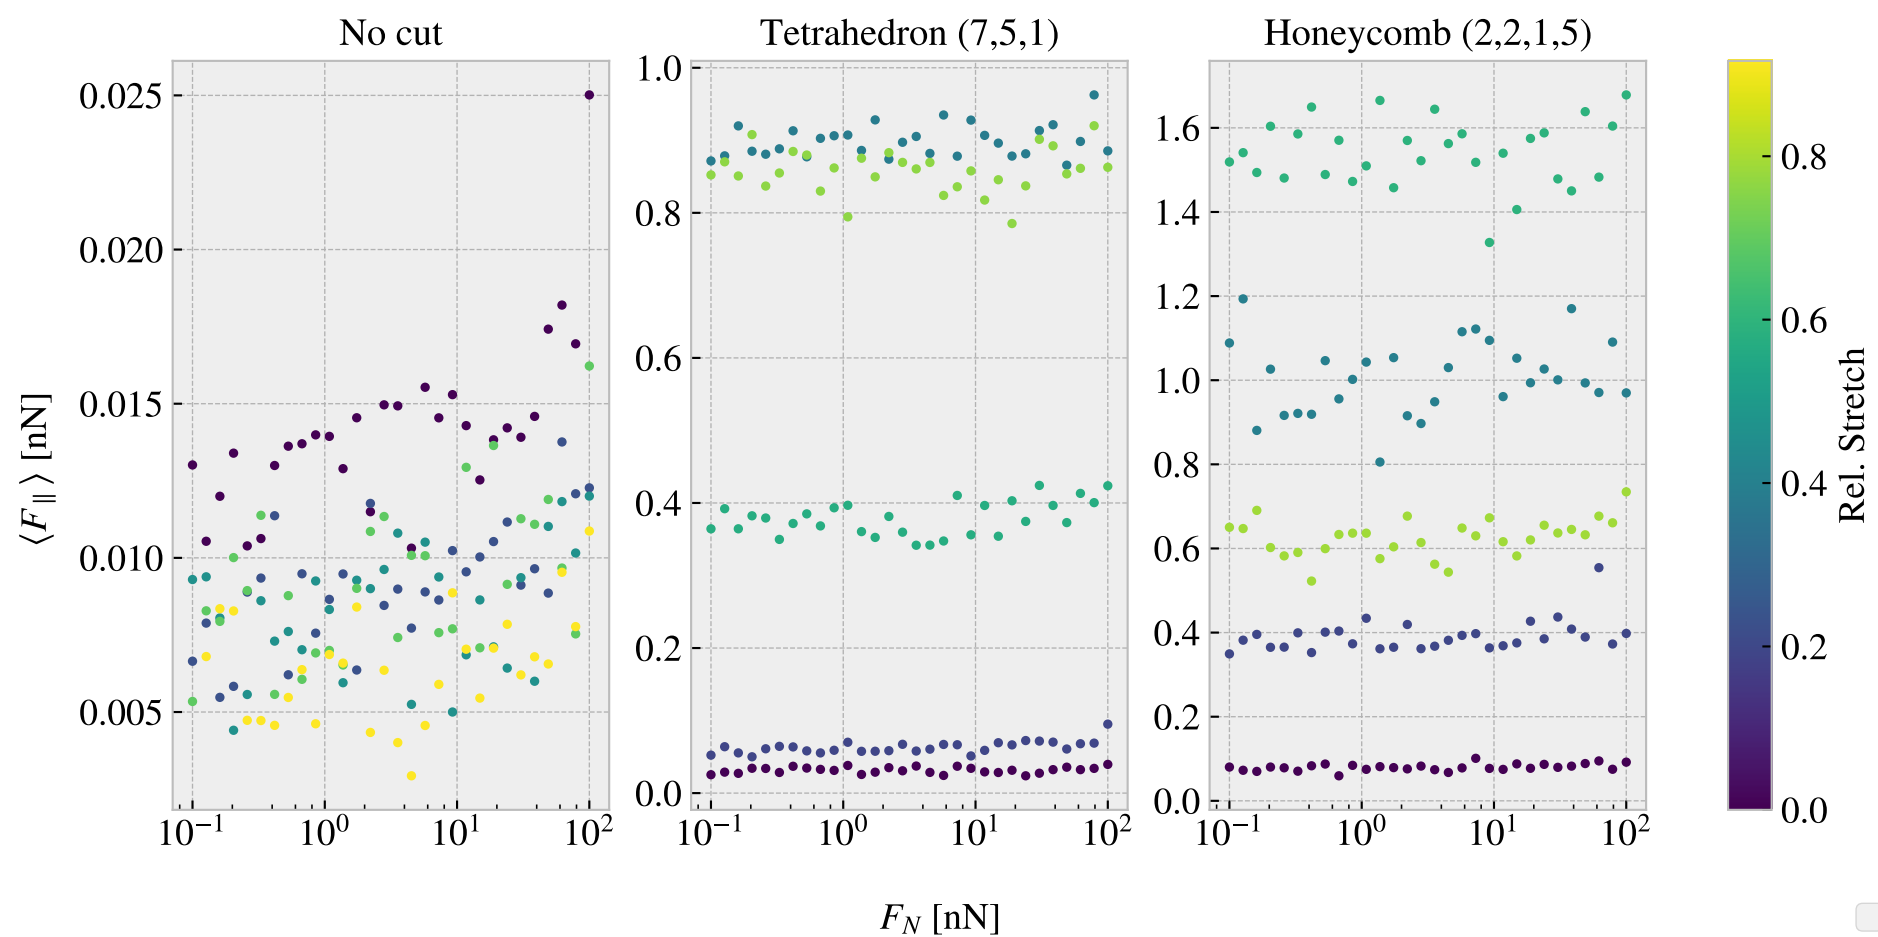 No cut
Tetrahedron (7,5,1)
Honeycomb (2,2,1,5)
⟨F∥⟩ [nN]
0.025
0.020
0.015
0.010
0.005
10⁻¹ 10⁰ 10¹ 10²
1.0
0.8
0.6
0.4
0.2
0.0
10⁻¹ 10⁰ 10¹ 10²
1.6
1.4
1.2
1.0
0.8
0.6
0.4
0.2
0.0
10⁻¹ 10⁰ 10¹ 10²
0.8
0.6
0.4
0.2
0.0
Rel. Stretch
F_N [nN]